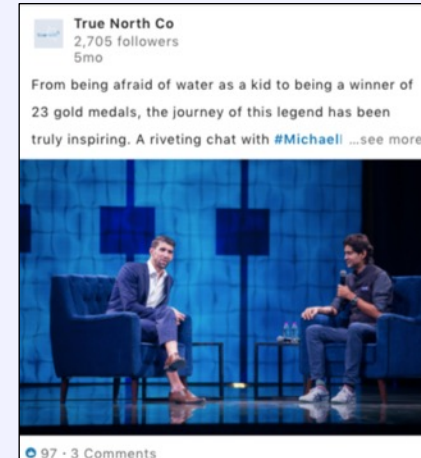 True North Co
2,705 followers
5mo
From being afraid of water as a kid to being a winner of
23 gold medals, the journey of this legend has been
truly inspiring. A riveting chat with #Michael ...see more
97 · 3 Comments